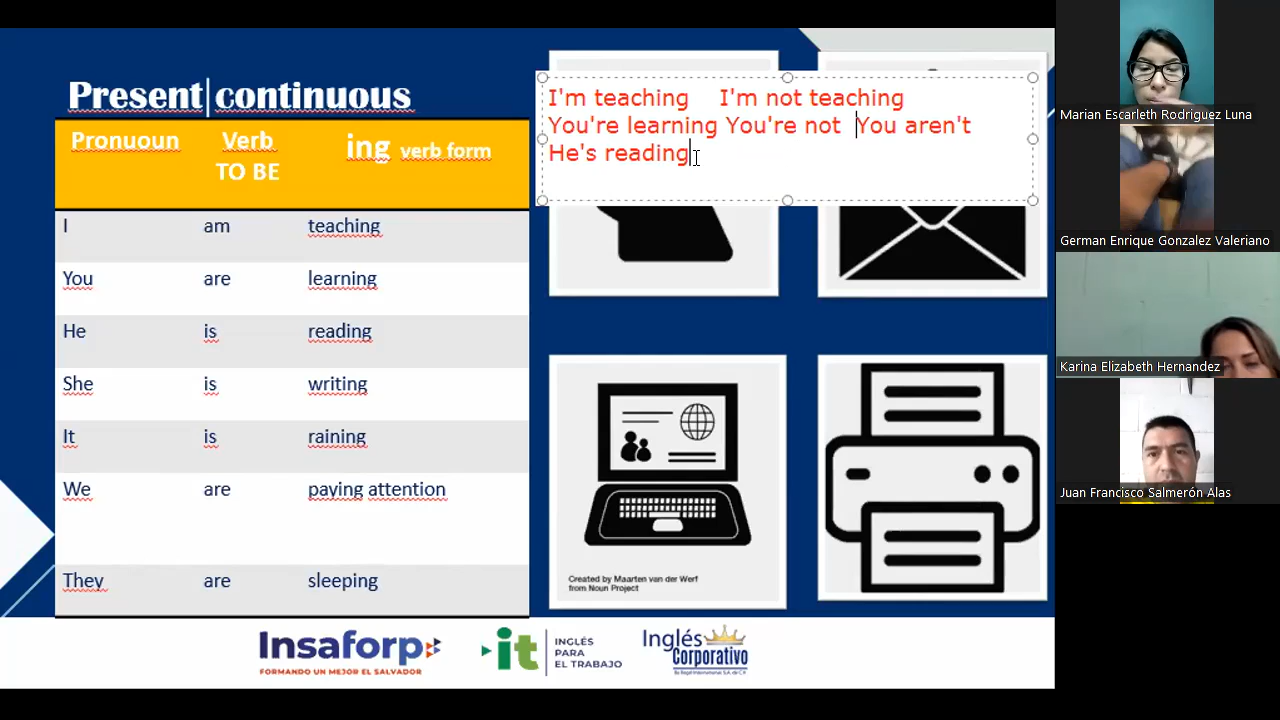 Present continuous
Pronuoun Verb TO BE ing verb form
I am teaching
You are learning
He is reading
She is writing
It is raining
We are paying attention
They are sleeping
I'm teaching I'm not teaching
You're learning You're not You aren't
He's reading
Created by Maarten van der Werf
from Noun Project
Insaforp
FORMANDO UN MEJOR EL SALVADOR
it
INGLÉS
PARA
EL TRABAJO
Inglés
Corporativo
Marian Escarleth Rodriguez Luna
German Enrique Gonzalez Valeriano
Karina Elizabeth Hernandez
Juan Francisco Salmerón Alas